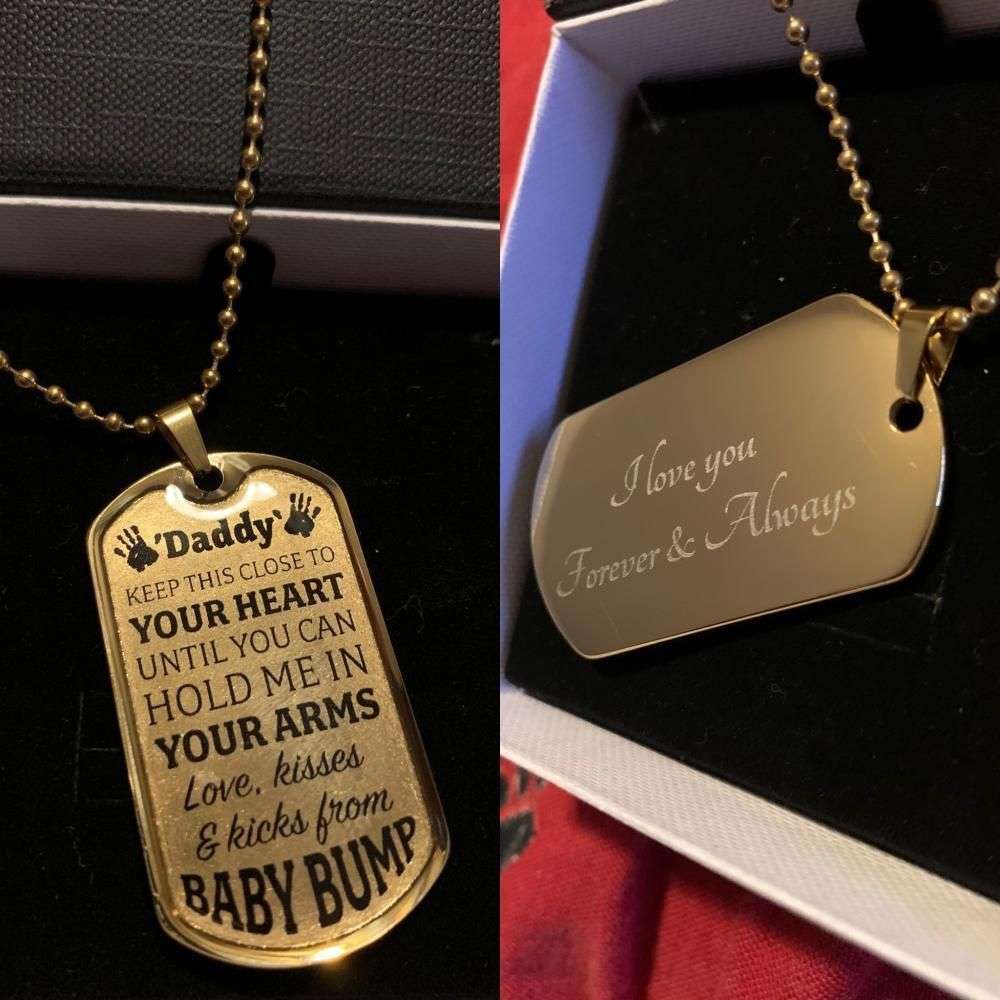 'Daddy`
KEEP THIS CLOSE TO
YOUR HEART
UNTIL YOU CAN
HOLD ME IN
YOUR ARMS
Love, kisses
& kicks from
BABY BUMP
I love you
Forever & Always